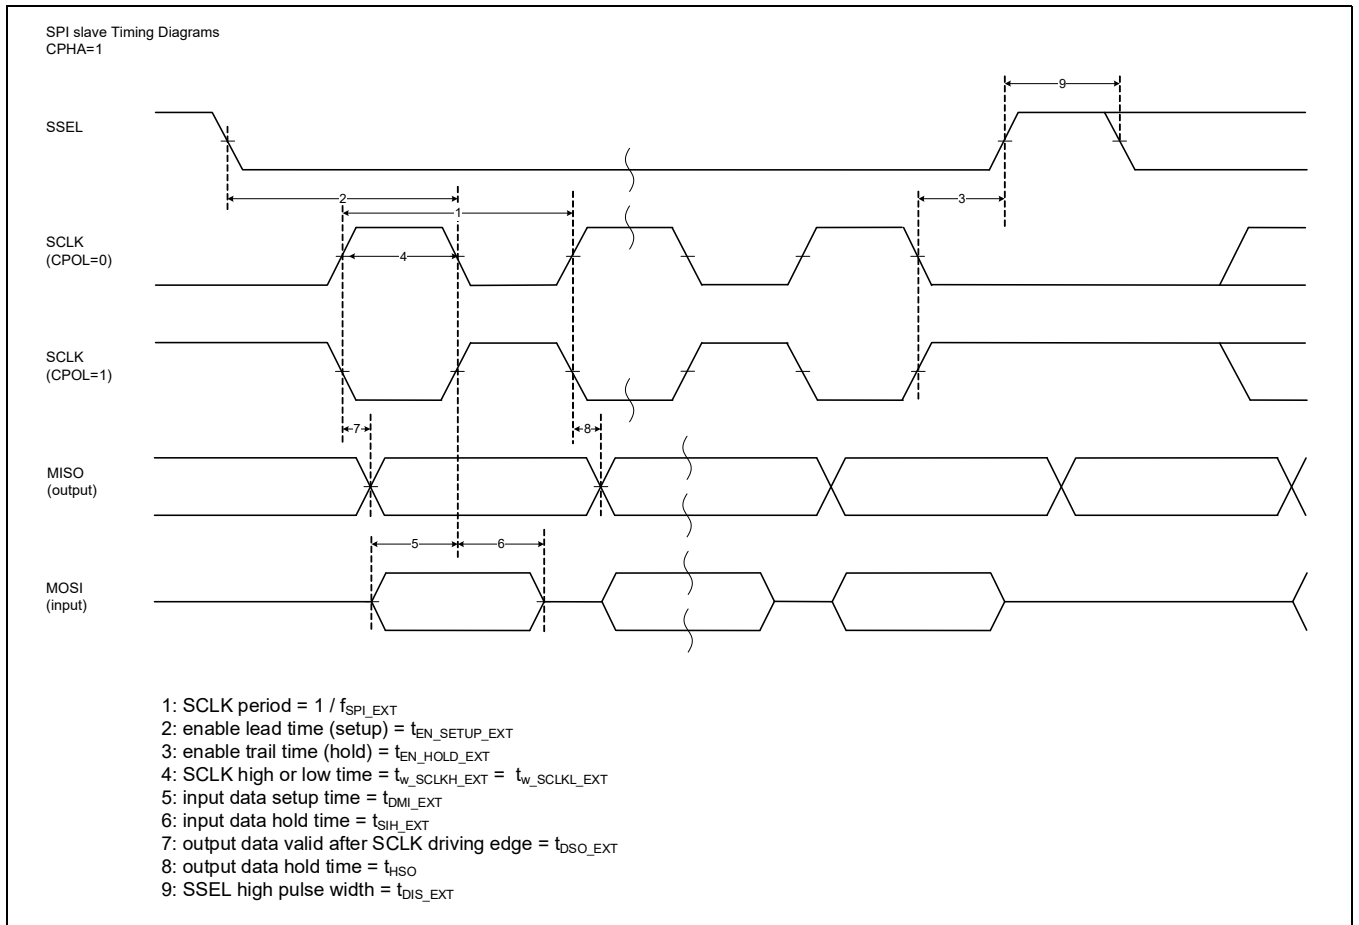 SPI slave Timing Diagrams
CPHA=1
9
SSEL
2
3
1
SCLK
(CPOL=0)
4
SCLK
(CPOL=1)
7
8
MISO
(output)
5
6
MOSI
(input)
1: SCLK period = 1 / fSPI_EXT
2: enable lead time (setup) = tEN_SETUP_EXT
3: enable trail time (hold) = tEN_HOLD_EXT
4: SCLK high or low time = tw_SCLKH_EXT = tw_SCLKL_EXT
5: input data setup time = tDMI_EXT
6: input data hold time = tSIH_EXT
7: output data valid after SCLK driving edge = tDSO_EXT
8: output data hold time = tHSO
9: SSEL high pulse width = tDIS_EXT